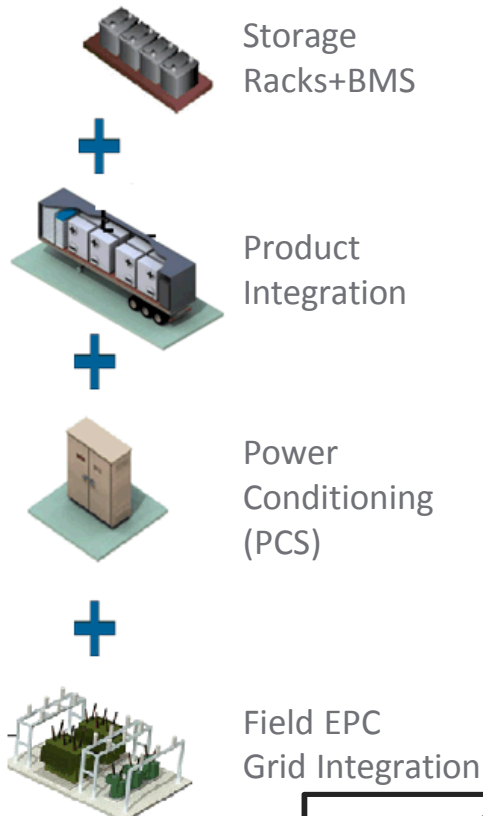 Storage
Racks+BMS
Product
Integration
Power
Conditioning
(PCS)
Field EPC
Grid Integration